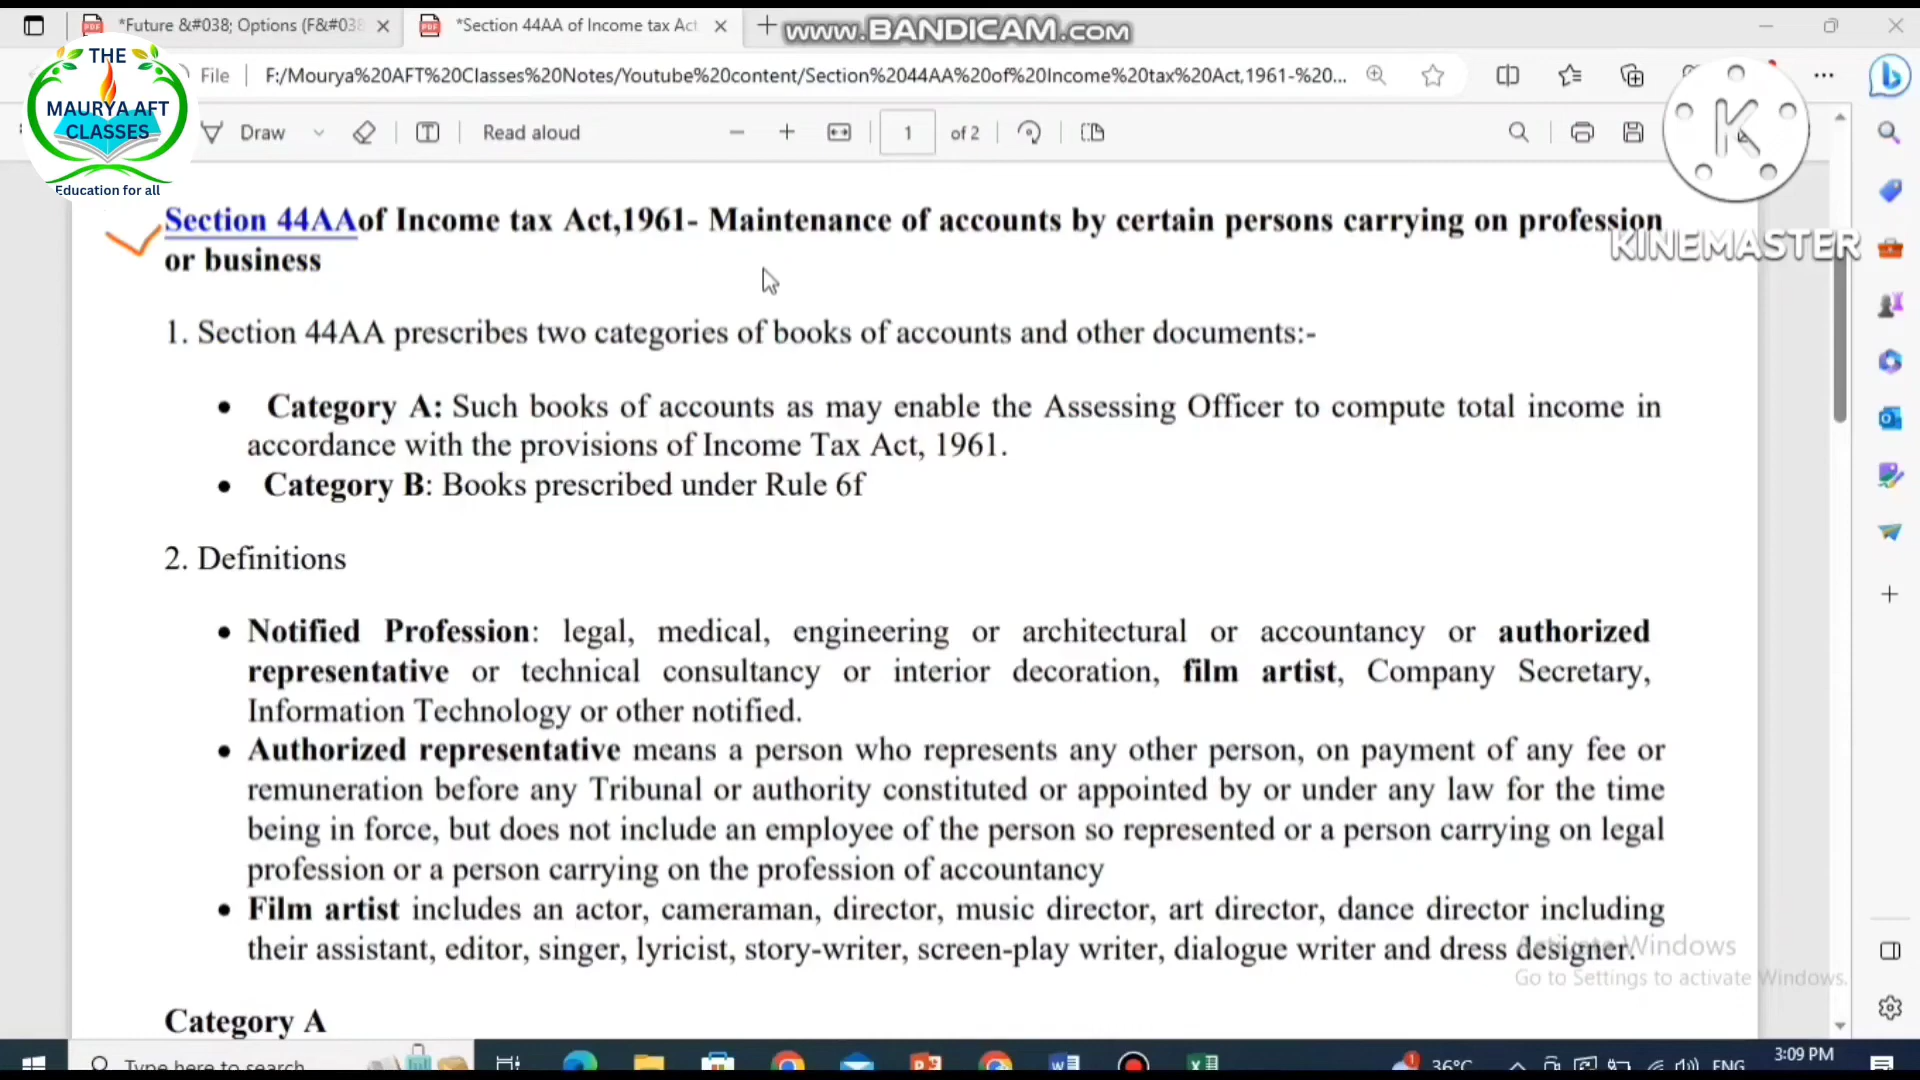 www.BANDICAM.com
*Future &#038; Options (F&#038
*Section 44AA of Income tax Act
THE
MAURYA AFT
CLASSES
Education for all
File
F:/Mourya%20AFT%20Classes%20Notes/Youtube%20content/Section%2044AA%20of%20Income%20tax%20Act,1961-%20...
Draw
Read aloud
1
of 2
K
KINEMASTER
Section 44AAof Income tax Act,1961- Maintenance of accounts by certain persons carrying on profession
or business
1. Section 44AA prescribes two categories of books of accounts and other documents:-
• Category A: Such books of accounts as may enable the Assessing Officer to compute total income in
accordance with the provisions of Income Tax Act, 1961.
• Category B: Books prescribed under Rule 6f
2. Definitions
• Notified Profession: legal, medical, engineering or architectural or accountancy or authorized
representative or technical consultancy or interior decoration, film artist, Company Secretary,
Information Technology or other notified.
• Authorized representative means a person who represents any other person, on payment of any fee or
remuneration before any Tribunal or authority constituted or appointed by or under any law for the time
being in force, but does not include an employee of the person so represented or a person carrying on legal
profession or a person carrying on the profession of accountancy
• Film artist includes an actor, cameraman, director, music director, art director, dance director including
their assistant, editor, singer, lyricist, story-writer, screen-play writer, dialogue writer and dress designer.
Activate Windows
Go to Settings to activate Windows.
Category A
Type here to search
1
36°C
ENG
3:09 PM